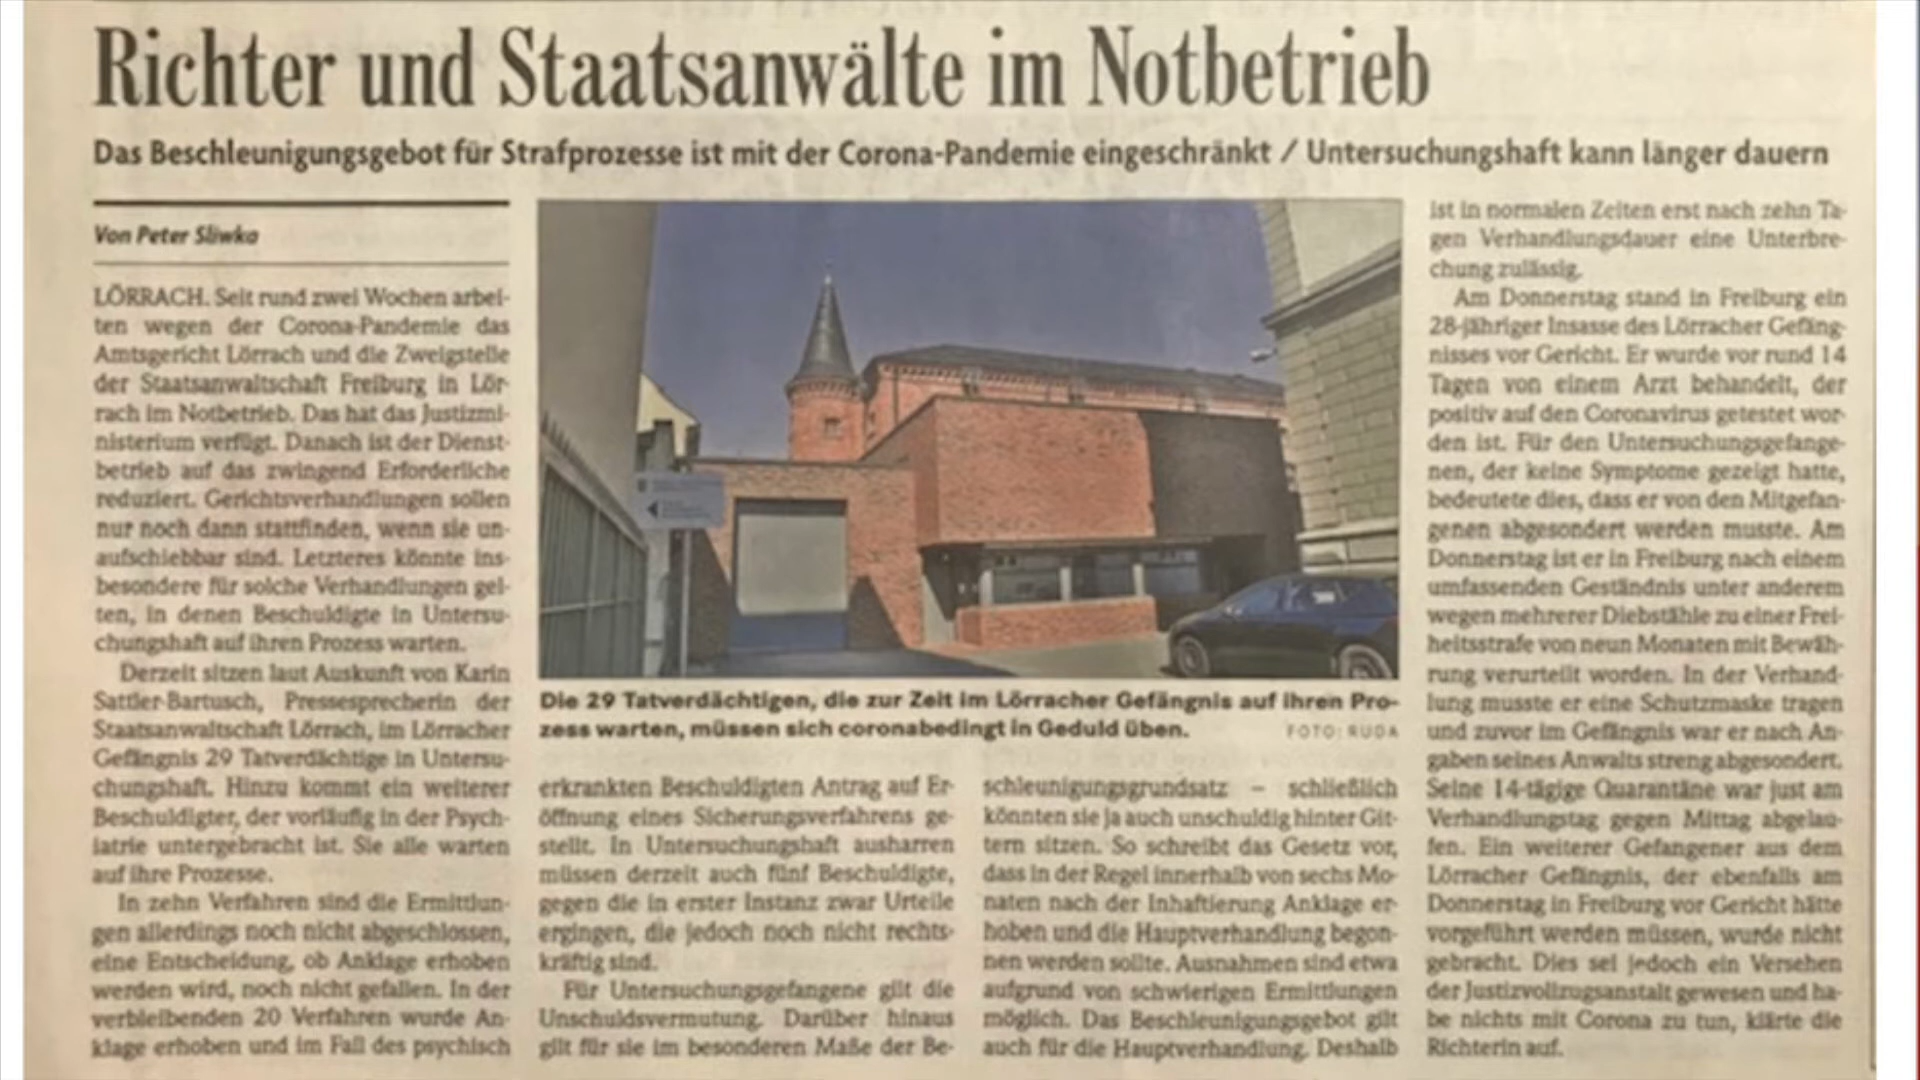 Richter und Staatsanwälte im Notbetrieb
Das Beschleunigungsgebot für Strafprozesse ist mit der Corona-Pandemie eingeschränkt / Untersuchungshaft kann länger dauern
Von Peter Sliwka
LÖRRACH. Seit rund zwei Wochen arbei-
ten wegen der Corona-Pandemie das
Amtsgericht Lörrach und die Zweigstelle
der Staatsanwaltschaft Freiburg in Lör-
rach im Notbetrieb. Das hat das Justizmi-
nisterium verfügt. Danach ist der Dienst-
betrieb auf das zwingend Erforderliche
reduziert. Gerichtsverhandlungen sollen
nur noch dann stattfinden, wenn sie un-
aufschiebbar sind. Letzteres könnte ins-
besondere für solche Verhandlungen gel-
ten, in denen Beschuldigte in Untersu-
chungshaft auf ihren Prozess warten.
Derzeit sitzen laut Auskunft von Karin
Sattler-Bartusch, Pressesprecherin der
Staatsanwaltschaft Lörrach, im Lörracher
Gefängnis 29 Tatverdächtige in Untersu-
chungshaft. Hinzu kommt ein weiterer
Beschuldigter, der vorläufig in der Psych-
iatrie untergebracht ist. Sie alle warten
auf ihre Prozesse.
In zehn Verfahren sind die Ermittlun-
gen allerdings noch nicht abgeschlossen,
eine Entscheidung, ob Anklage erhoben
werden wird, noch nicht gefallen. In der
verbleibenden 20 Verfahren wurde An-
klage erhoben und im Fall des psychisch
Die 29 Tatverdächtigen, die zur Zeit im Lörracher Gefängnis auf ihren Pro-
zess warten, müssen sich coronabedingt in Geduld üben. FOTO: RUDA
erkrankten Beschuldigten Antrag auf Er-
öffnung eines Sicherungsverfahrens ge-
stellt. In Untersuchungshaft ausharren
müssen derzeit auch fünf Beschuldigte,
gegen die in erster Instanz zwar Urteile
ergingen, die jedoch noch nicht rechts-
kräftig sind.
Für Untersuchungsgefangene gilt die
Unschuldsvermutung. Darüber hinaus
gilt für sie im besonderen Maße der Be-
schleunigungsgrundsatz – schließlich
könnten sie ja auch unschuldig hinter Git-
tern sitzen. So schreibt das Gesetz vor,
dass in der Regel innerhalb von sechs Mo-
naten nach der Inhaftierung Anklage er-
hoben und die Hauptverhandlung begon-
nen werden sollte. Ausnahmen sind etwa
aufgrund von schwierigen Ermittlungen
möglich. Das Beschleunigungsgebot gilt
auch für die Hauptverhandlung. Deshalb
ist in normalen Zeiten erst nach zehn Ta-
gen Verhandlungsdauer eine Unterbre-
chung zulässig.
Am Donnerstag stand in Freiburg ein
28-jähriger Insasse des Lörracher Gefäng-
nisses vor Gericht. Er wurde vor rund 14
Tagen von einem Arzt behandelt, der
positiv auf den Coronavirus getestet wor-
den ist. Für den Untersuchungsgefange-
nen, der keine Symptome gezeigt hatte,
bedeutete dies, dass er von den Mitgefan-
genen abgesondert werden musste. Am
Donnerstag ist er in Freiburg nach einem
umfassenden Geständnis unter anderem
wegen mehrerer Diebstähle zu einer Frei-
heitsstrafe von neun Monaten mit Bewäh-
rung verurteilt worden. In der Verhand-
lung musste er eine Schutzmaske tragen
und zuvor im Gefängnis war er nach An-
gaben seines Anwalts streng abgesondert.
Seine 14-tägige Quarantäne war just am
Verhandlungstag gegen Mittag abgelau-
fen. Ein weiterer Gefangener aus dem
Lörracher Gefängnis, der ebenfalls am
Donnerstag in Freiburg vor Gericht hätte
vorgeführt werden müssen, wurde nicht
gebracht. Dies sei jedoch ein Versehen
der Justizvollzugsanstalt gewesen und ha-
be nichts mit Corona zu tun, klärte die
Richterin auf.